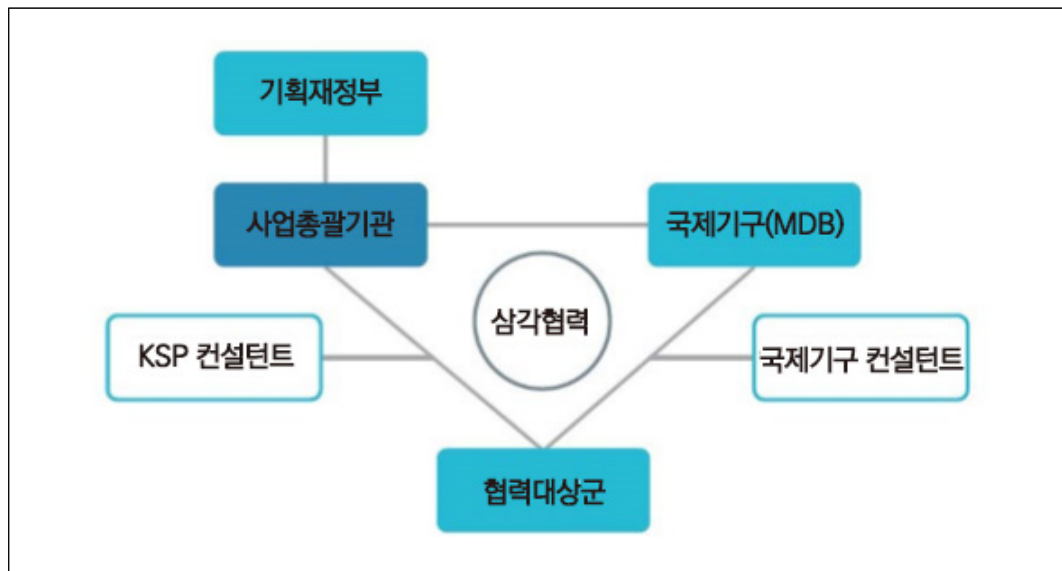 기획재정부
사업총괄기관
국제기구(MDB)
삼각협력
KSP 컨설턴트
국제기구 컨설턴트
협력대상군